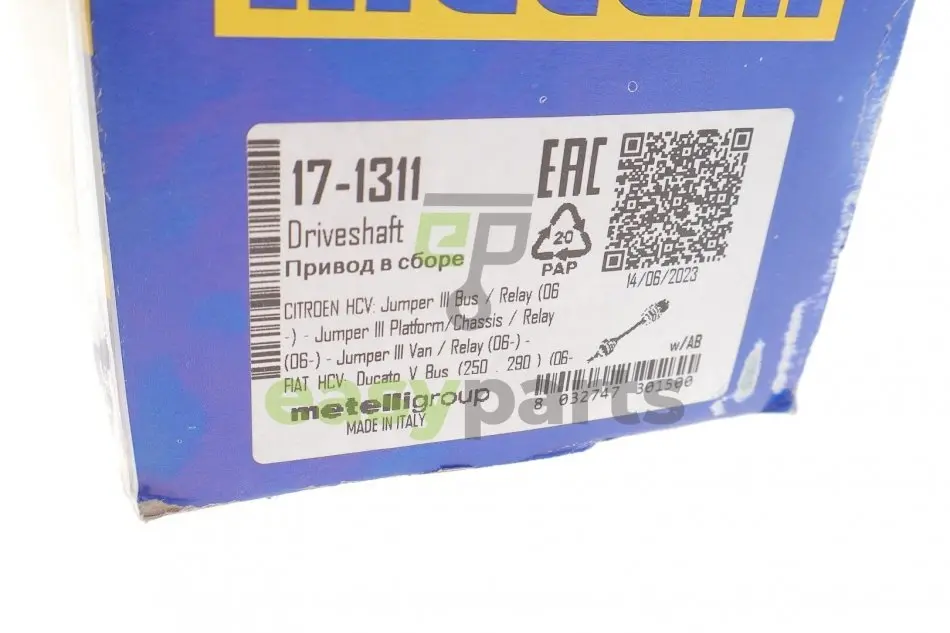 metelli
17-1311
EAC
Driveshaft
Привод в сборе
20
PAP
14/06/2023
CITROEN HCV: Jumper III Bus / Relay (06
-) - Jumper III Platform/Chassis / Relay
(06-) - Jumper III Van / Relay (06-) -
FIAT HCV: Ducato V Bus (250 . 290 ) (06-
w/AB
metelligroup
MADE IN ITALY
8 032747 301500
ep
easyparts